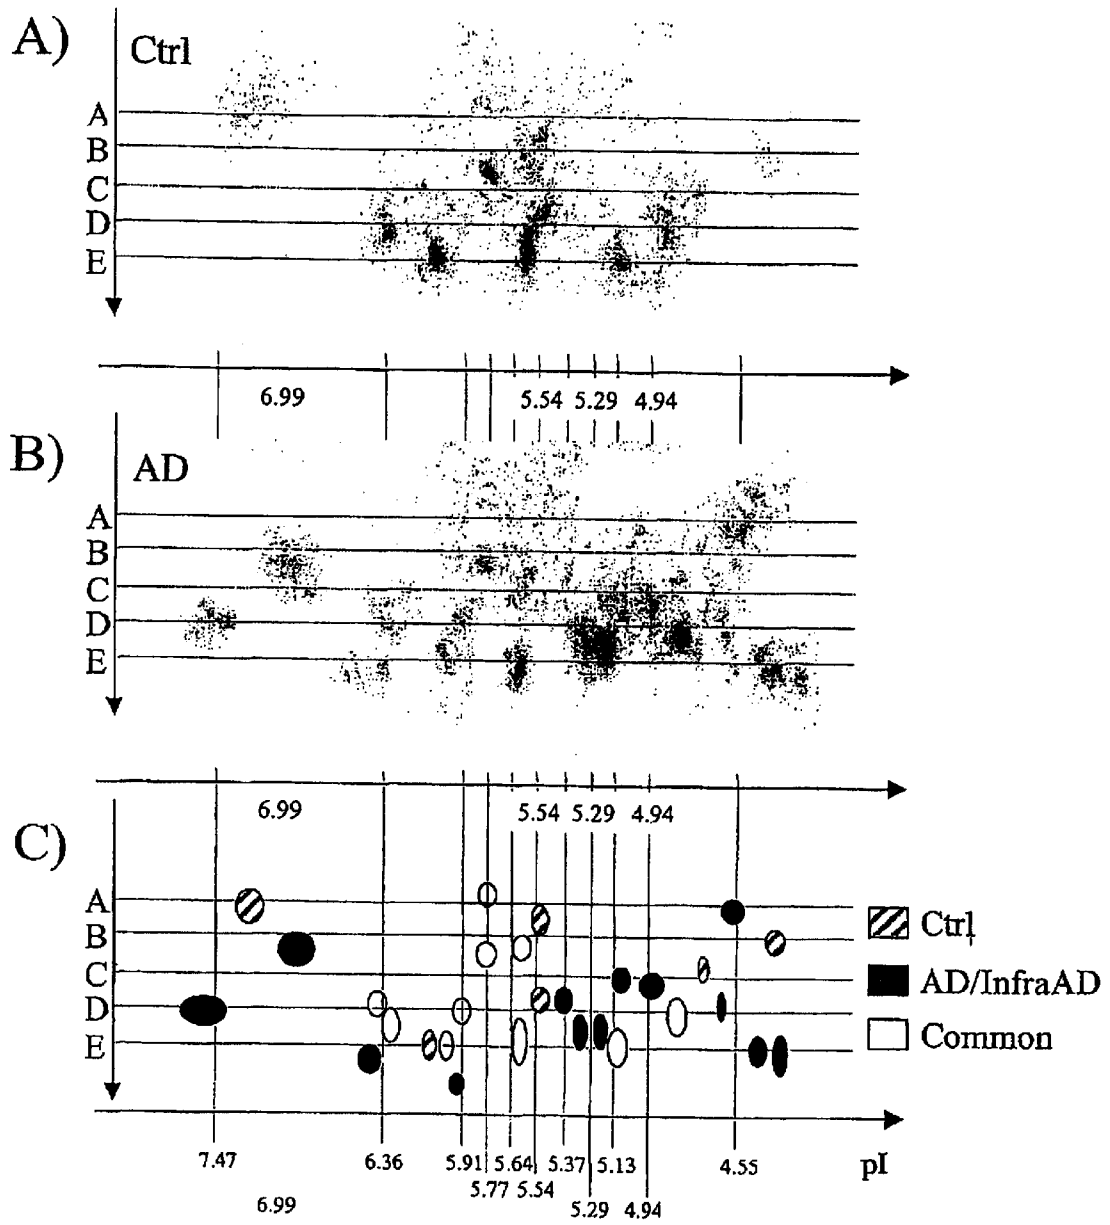 A)
Ctrl
A
B
C
D
E
6.99 5.54 5.29 4.94
B)
AD
A
B
C
D
E
6.99 5.54 5.29 4.94
C)
A
B
C
D
E
Ctrl
AD/InfraAD
Common
7.47 6.36 5.91 5.64 5.37 5.13 4.55 pI
5.77 5.54
6.99 5.29 4.94